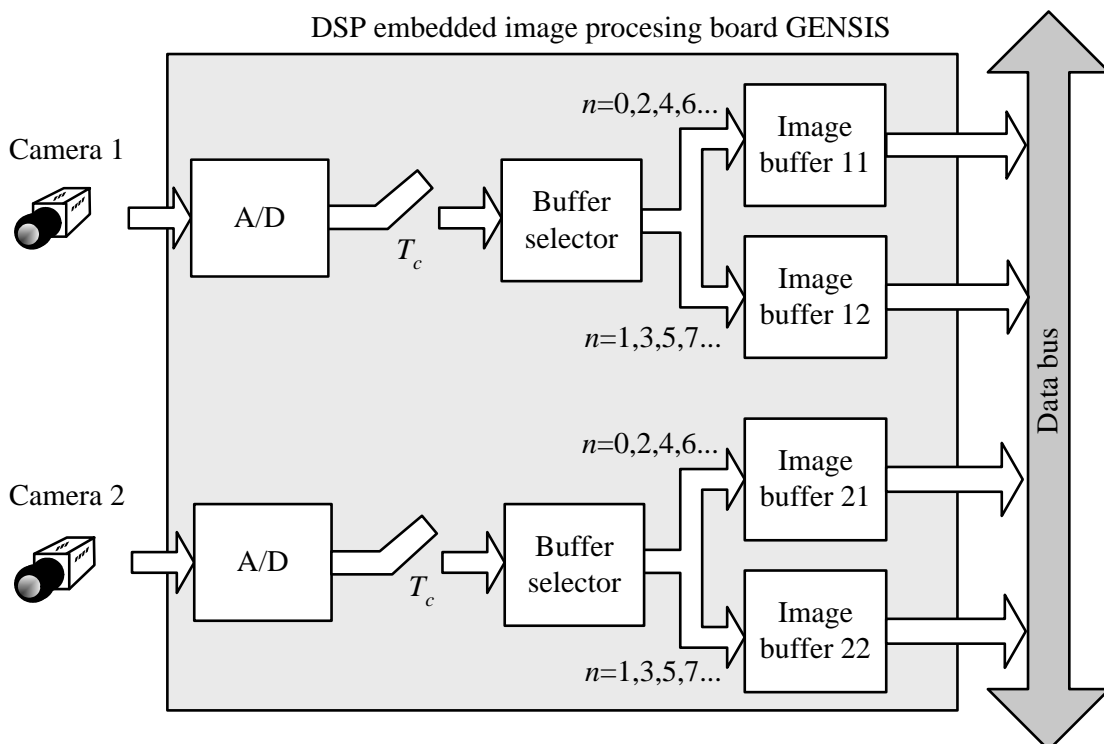 DSP embedded image procesing board GENSIS
n=0,2,4,6...
Image
buffer 11
Camera 1
A/D
T_c
Buffer
selector
Image
buffer 12
n=1,3,5,7...
Data bus
n=0,2,4,6...
Image
buffer 21
Camera 2
A/D
T_c
Buffer
selector
Image
buffer 22
n=1,3,5,7...